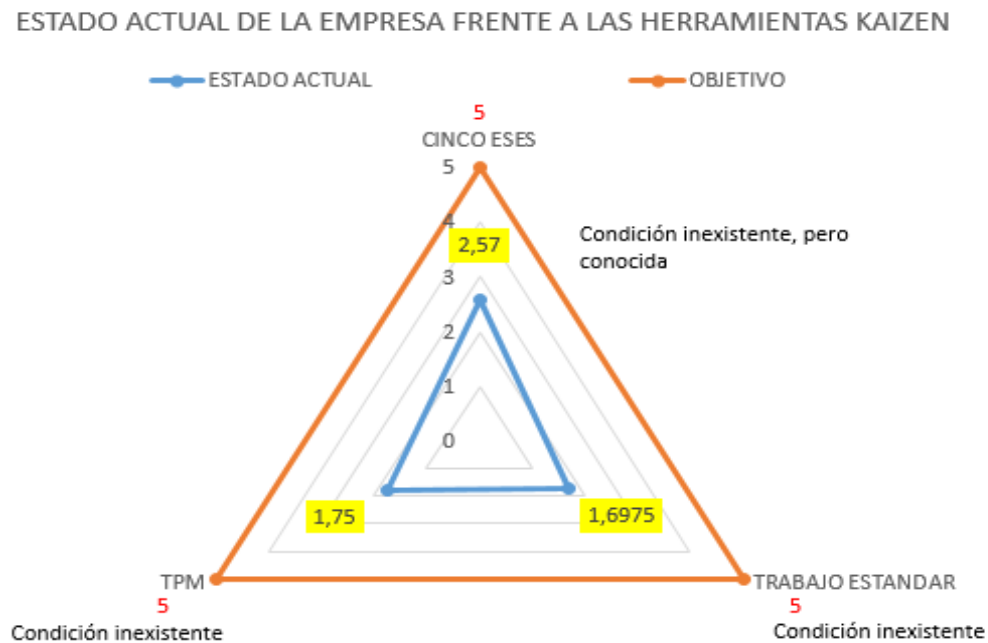 ESTADO ACTUAL DE LA EMPRESA FRENTE A LAS HERRAMIENTAS KAIZEN
ESTADO ACTUAL
OBJETIVO
5
CINCO ESES
5
4
2,57
Condición inexistente, pero
conocida
3
2
1
0
1,75
1,6975
TPM
TRABAJO ESTANDAR
5
5
Condición inexistente
Condición inexistente